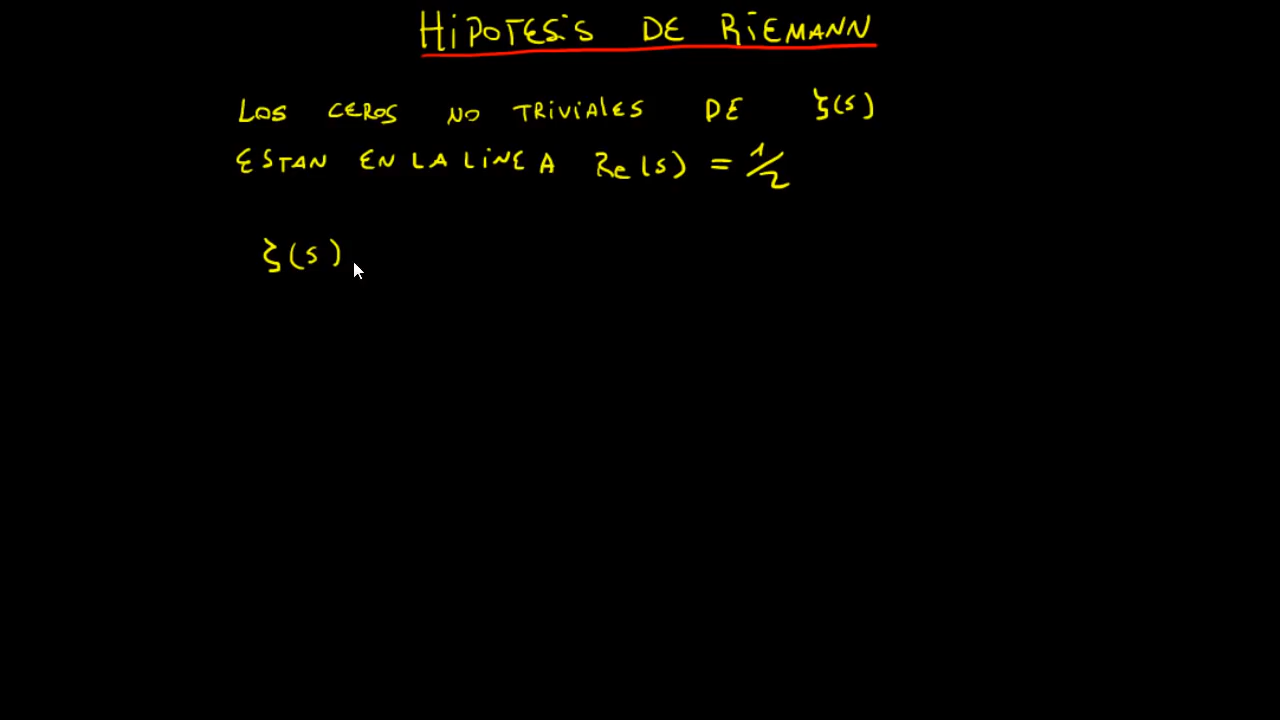 HIPOTESIS DE RIEMANN
LOS CEROS NO TRIVIALES DE ζ(s)
ESTAN EN LA LINEA Re(s) = 1/2
ζ(s)